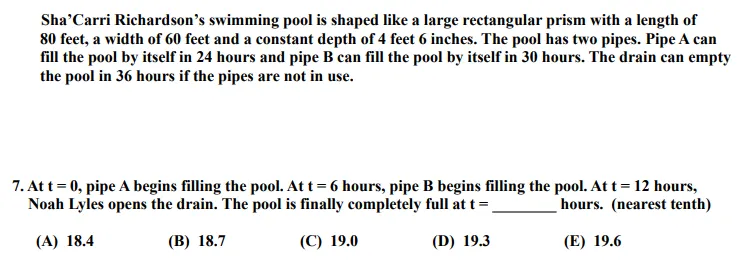 Sha’Carri Richardson’s swimming pool is shaped like a large rectangular prism with a length of
80 feet, a width of 60 feet and a constant depth of 4 feet 6 inches. The pool has two pipes. Pipe A can
fill the pool by itself in 24 hours and pipe B can fill the pool by itself in 30 hours. The drain can empty
the pool in 36 hours if the pipes are not in use.
7. At t = 0, pipe A begins filling the pool. At t = 6 hours, pipe B begins filling the pool. At t = 12 hours,
Noah Lyles opens the drain. The pool is finally completely full at t = ________ hours. (nearest tenth)
(A) 18.4 (B) 18.7 (C) 19.0 (D) 19.3 (E) 19.6